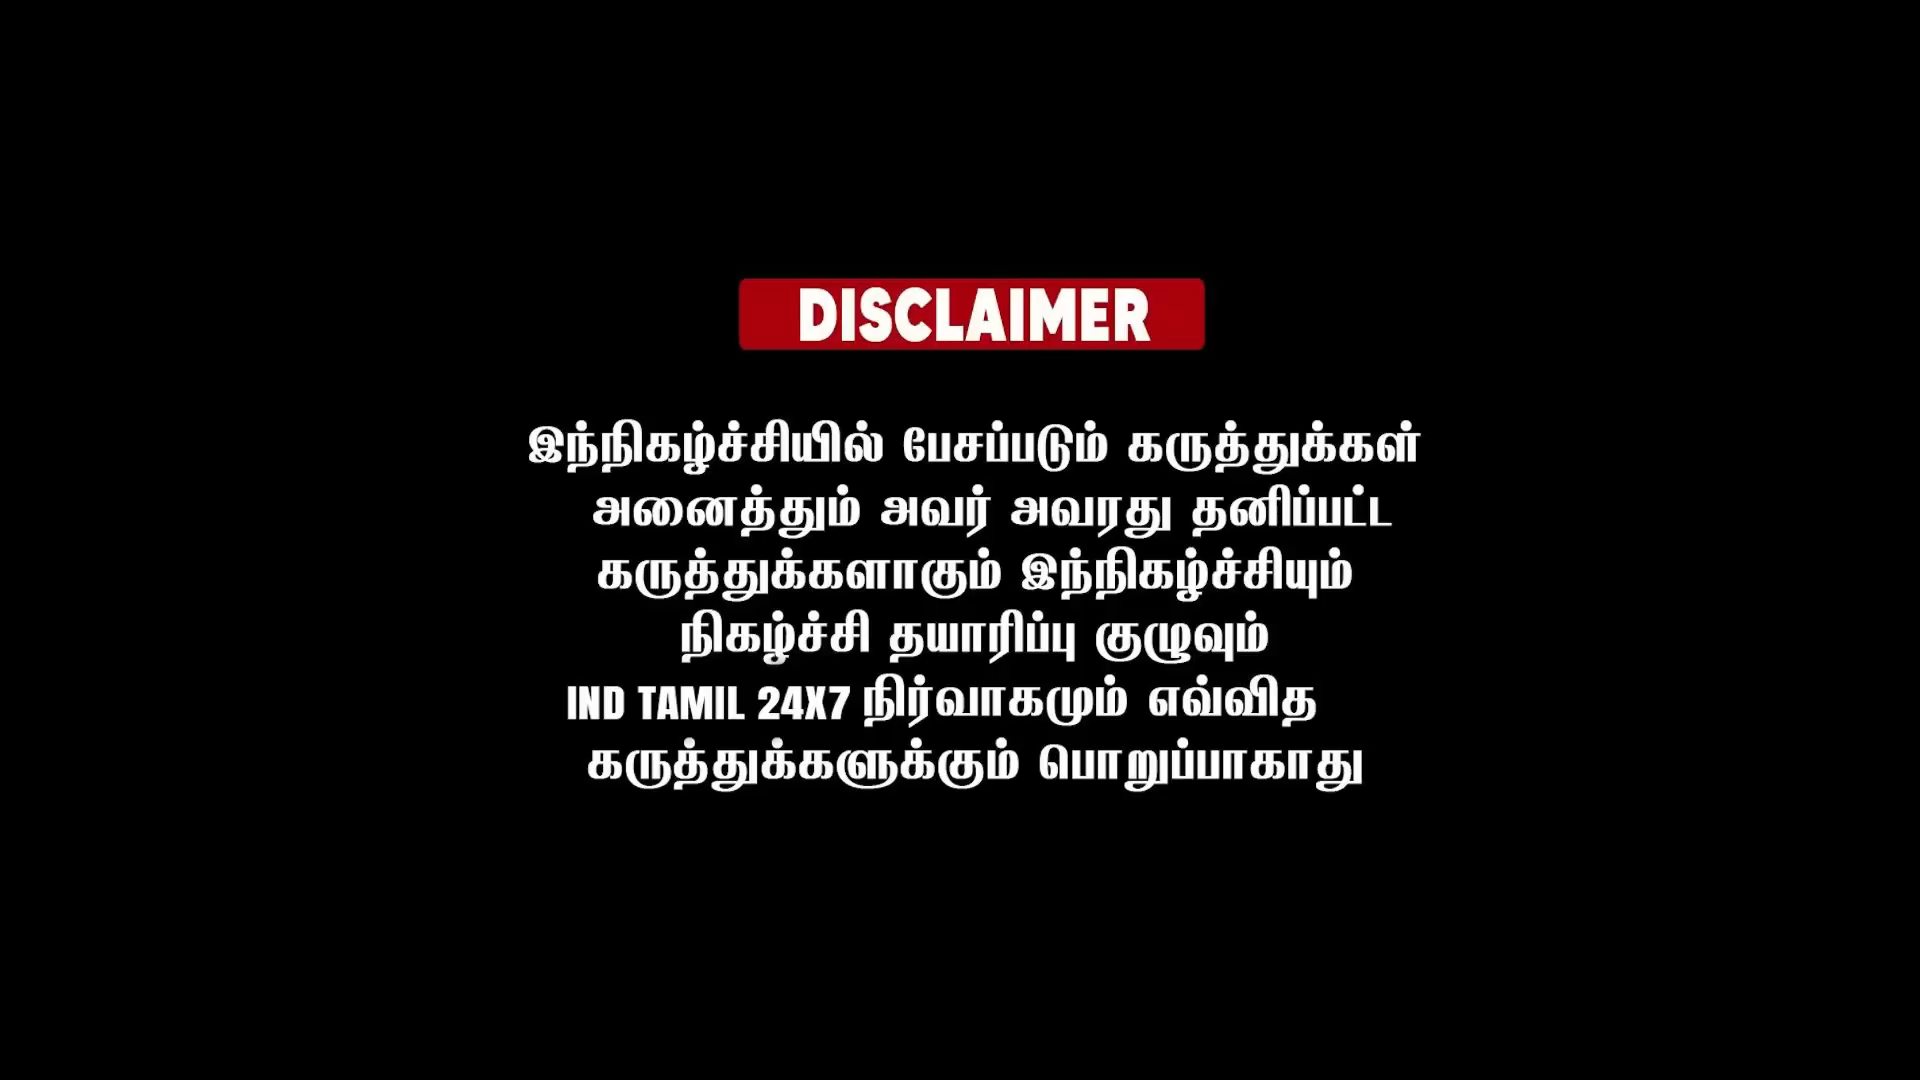 DISCLAIMER
இந்நிகழ்ச்சியில் பேசப்படும் கருத்துக்கள்
அனைத்தும் அவர் அவரது தனிப்பட்ட
கருத்துக்களாகும் இந்நிகழ்ச்சியும்
நிகழ்ச்சி தயாரிப்பு குழுவும்
IND TAMIL 24X7 நிர்வாகமும் எவ்வித
கருத்துக்களுக்கும் பொறுப்பாகாது